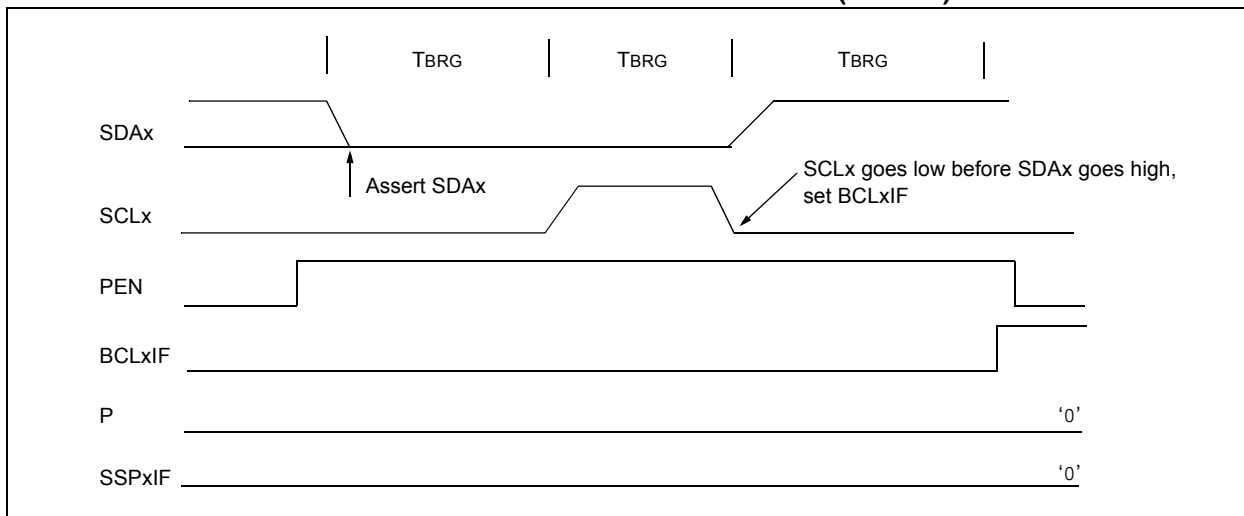 TBRG TBRG TBRG
SDAx
Assert SDAx
SCLx goes low before SDAx goes high,
set BCLxIF
SCLx
PEN
BCLxIF
P
‘0’
SSPxIF
‘0’